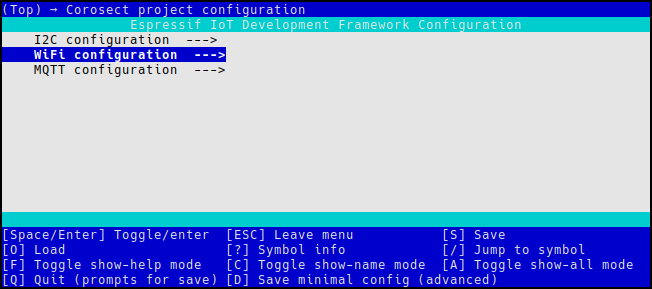 (Top) → Corosect project configuration
Espressif IoT Development Framework Configuration
I2C configuration  --->
WiFi configuration  --->
MQTT configuration  --->
[Space/Enter] Toggle/enter  [ESC] Leave menu           [S] Save
[O] Load                    [?] Symbol info            [/] Jump to symbol
[F] Toggle show-help mode   [C] Toggle show-name mode  [A] Toggle show-all mode
[Q] Quit (prompts for save) [D] Save minimal config (advanced)